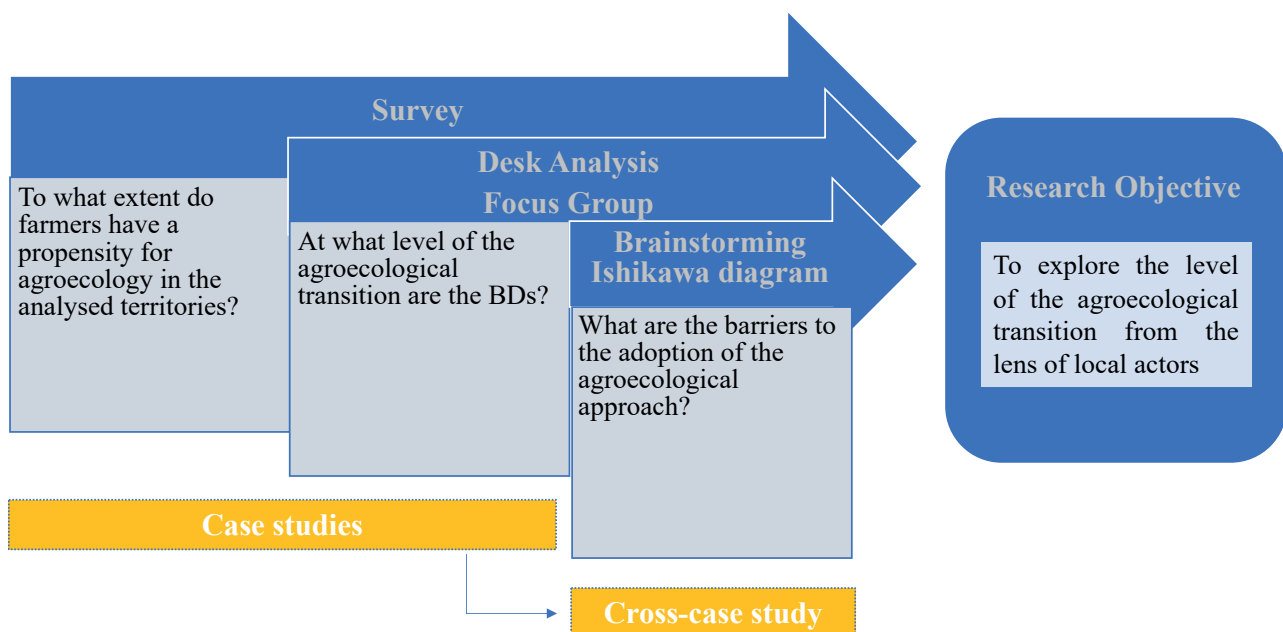 Survey
To what extent do
farmers have a
propensity for
agroecology in the
analysed territories?
Desk Analysis
Focus Group
At what level of the
agroecological
transition are the BDs?
Brainstorming
Ishikawa diagram
What are the barriers to
the adoption of the
agroecological
approach?
Research Objective
To explore the level
of the agroecological
transition from the
lens of local actors
Case studies
Cross-case study